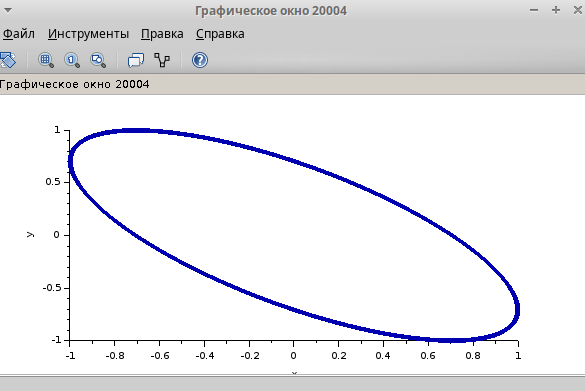 Графическое окно 20004
Файл Инструменты Правка Справка
Графическое окно 20004
1
0.5
0
-0.5
-1
y
-1 -0.8 -0.6 -0.4 -0.2 0 0.2 0.4 0.6 0.8 1